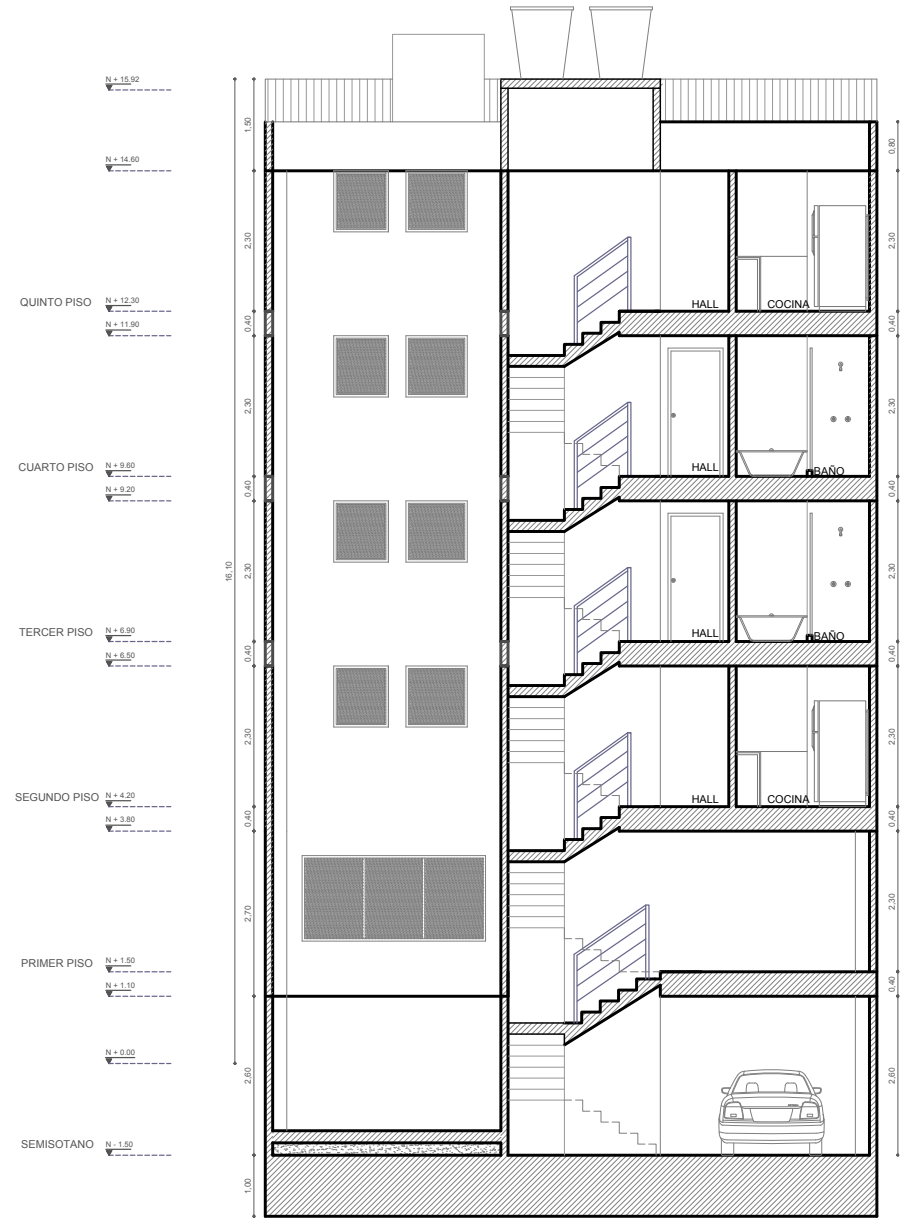 N + 15.92
N + 14.60
QUINTO PISO N + 12.30
N + 11.90
CUARTO PISO N + 9.60
N + 9.20
TERCER PISO N + 6.90
N + 6.50
SEGUNDO PISO N + 4.20
N + 3.80
PRIMER PISO N + 1.50
N + 1.10
N + 0.00
SEMISOTANO N - 1.50
16,10
1,50
2.30
0.40
2.30
0.40
2.30
0.40
2.30
0.40
2.70
2.60
1.00
HALL COCINA
HALL BAÑO
HALL BAÑO
HALL COCINA
0.80
2.30
0.40
2.30
0.40
2.30
0.40
2.30
0.40
2.30
0.40
2.60